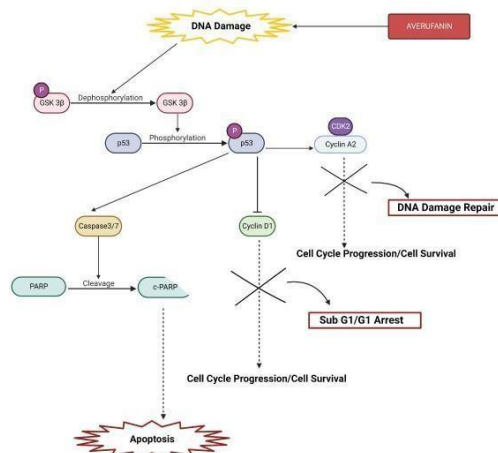 DNA Damage
AVERUFANIN
P
GSK 3β
Dephosphorylation
GSK 3β
p53
Phosphorylation
P
p53
CDK2
Cyclin A2
DNA Damage Repair
Caspase3/7
Cyclin D1
Cell Cycle Progression/Cell Survival
PARP
Cleavage
c-PARP
Sub G1/G1 Arrest
Cell Cycle Progression/Cell Survival
Apoptosis